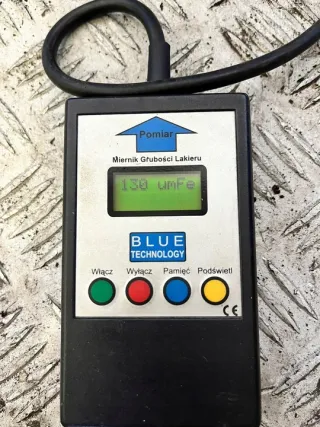 Pomiar
Miernik Grubości Lakieru
130 umFe
BLUE
TECHNOLOGY
Włącz Wyłącz Pamięć Podświetl
CE